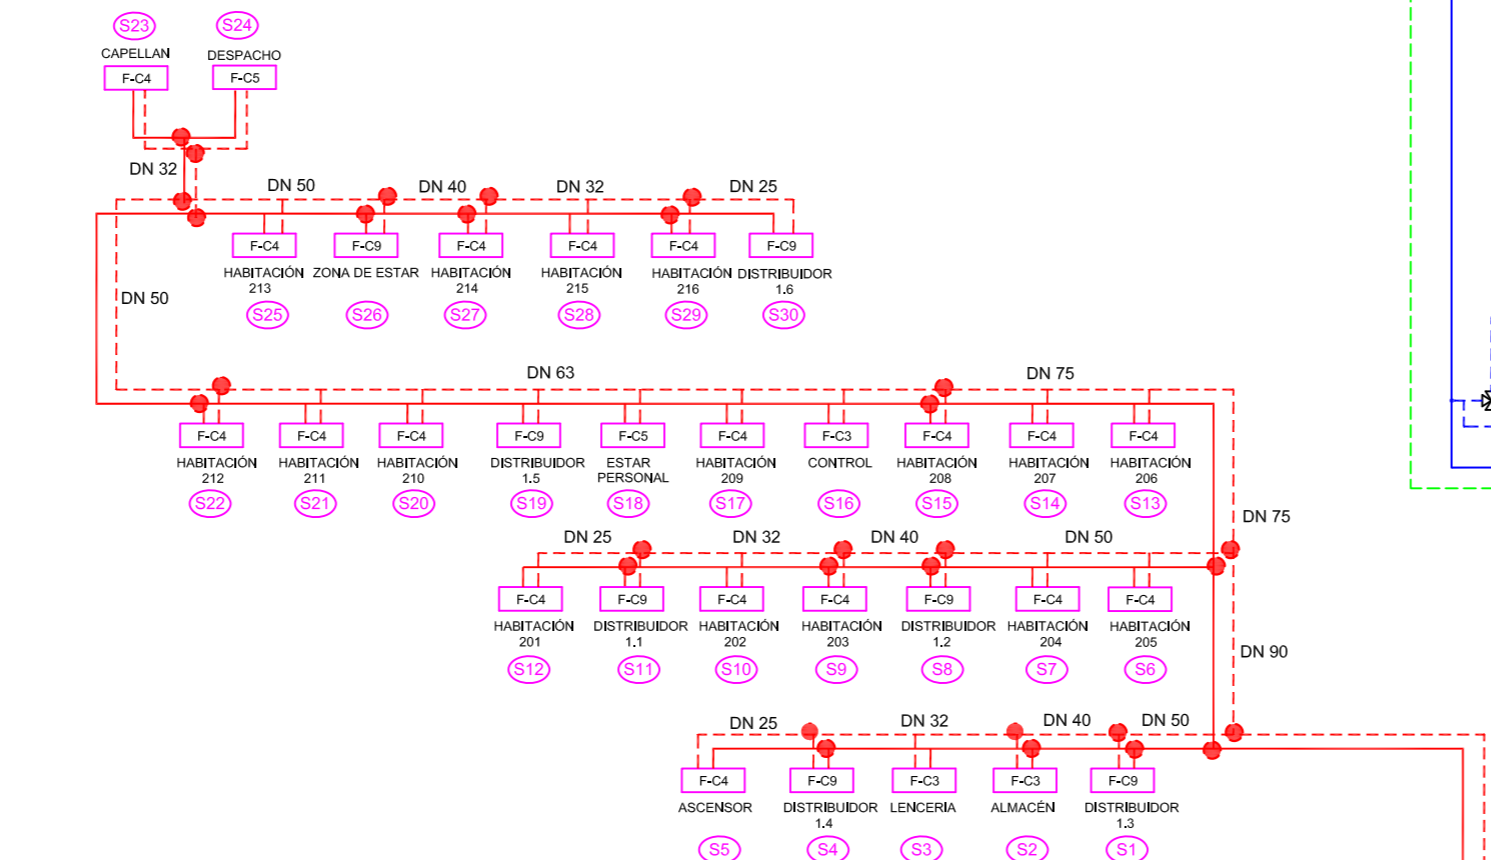 S23 S24
CAPELLAN DESPACHO
F-C4 F-C5
DN 32
DN 50 DN 40 DN 32 DN 25
F-C4 F-C9 F-C4 F-C4 F-C4 F-C9
HABITACIÓN ZONA DE ESTAR HABITACIÓN HABITACIÓN HABITACIÓN DISTRIBUIDOR
213 214 215 216 1.6
DN 50
S25 S26 S27 S28 S29 S30
DN 63 DN 75
F-C4 F-C4 F-C4 F-C9 F-C5 F-C4 F-C3 F-C4 F-C4 F-C4
HABITACIÓN HABITACIÓN HABITACIÓN DISTRIBUIDOR ESTAR HABITACIÓN CONTROL HABITACIÓN HABITACIÓN HABITACIÓN
212 211 210 1.5 PERSONAL 209 208 207 206
S22 S21 S20 S19 S18 S17 S16 S15 S14 S13
DN 75
DN 25 DN 32 DN 40 DN 50
F-C4 F-C9 F-C4 F-C4 F-C9 F-C4 F-C4
HABITACIÓN DISTRIBUIDOR HABITACIÓN HABITACIÓN DISTRIBUIDOR HABITACIÓN HABITACIÓN
201 1.1 202 203 1.2 204 205
DN 90
S12 S11 S10 S9 S8 S7 S6
DN 25 DN 32 DN 40 DN 50
F-C4 F-C9 F-C3 F-C3 F-C9
ASCENSOR DISTRIBUIDOR LENCERIA ALMACÉN DISTRIBUIDOR
1.4 1.3
S5 S4 S3 S2 S1